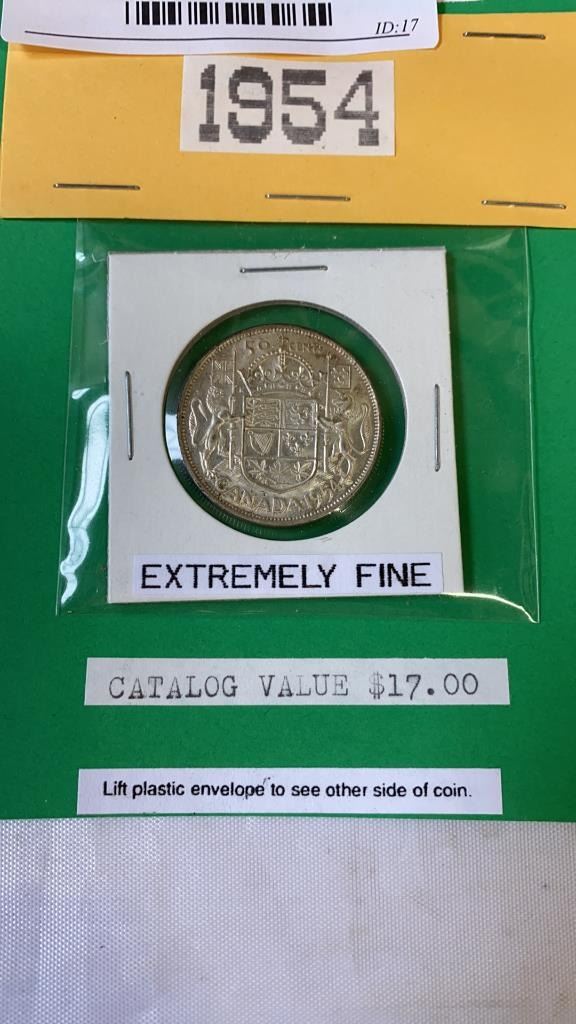 ID:17
1954
50 CENTS
CANADA 1954
EXTREMELY FINE
CATALOG VALUE $17.00
Lift plastic envelope to see other side of coin.